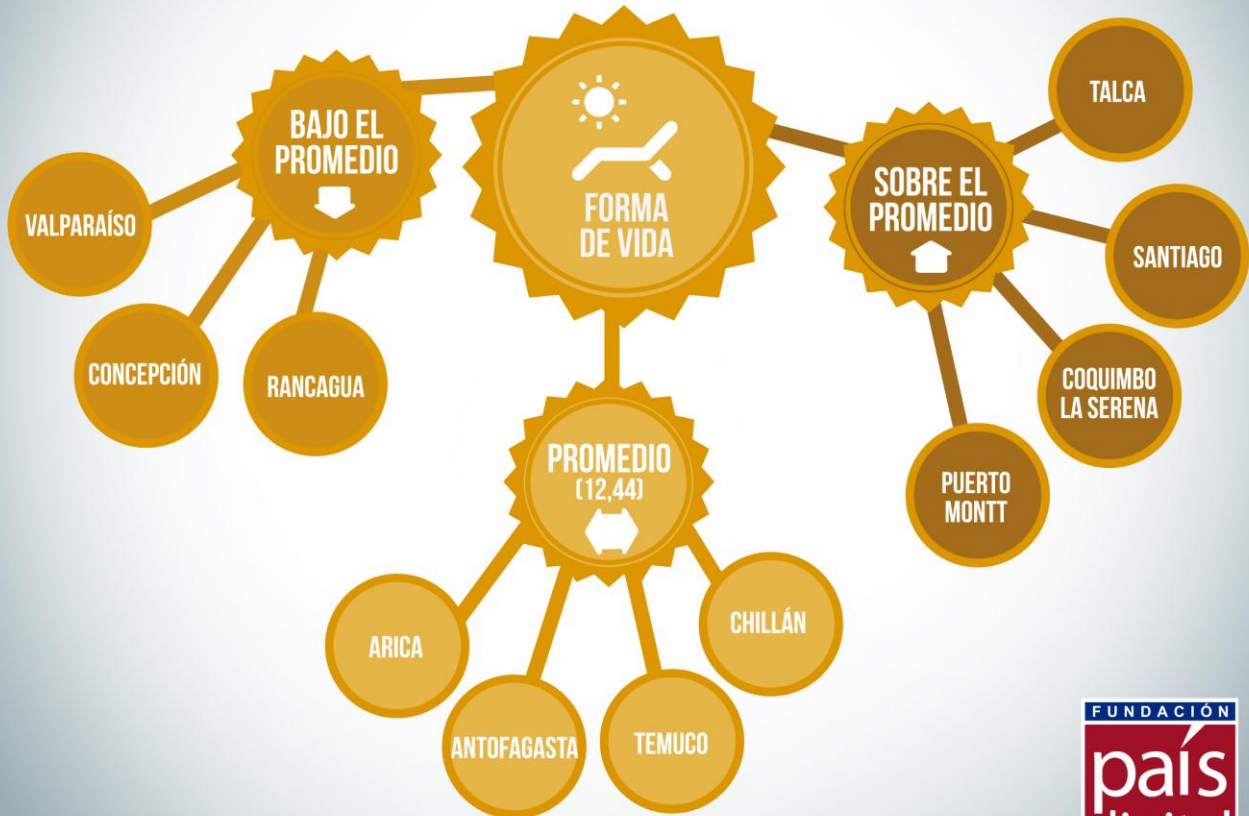 FORMA
DE VIDA
BAJO EL
PROMEDIO
VALPARAÍSO
CONCEPCIÓN
RANCAGUA
PROMEDIO
(12,44)
ARICA
ANTOFAGASTA
TEMUCO
CHILLÁN
SOBRE EL
PROMEDIO
TALCA
SANTIAGO
COQUIMBO
LA SERENA
PUERTO
MONTT
FUNDACIÓN
país
digital